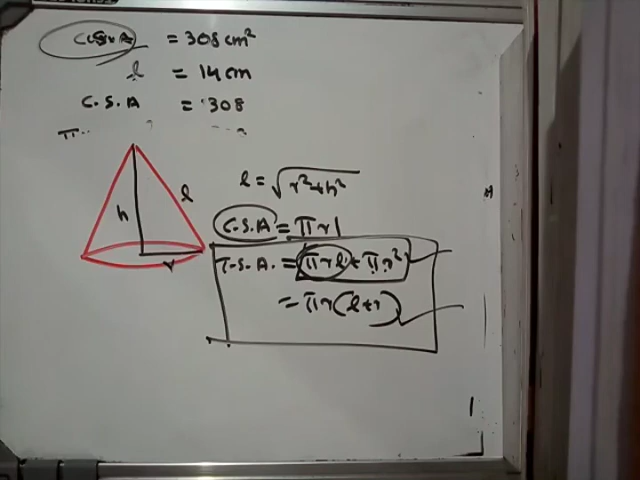 C.S.A = 308 cm²
l = 14 cm
C.S.A = 308
π
h
l
r
l = √r²+h²
C.S.A = πrl
T.S.A. = πrl + πr²
= πr(l+r)